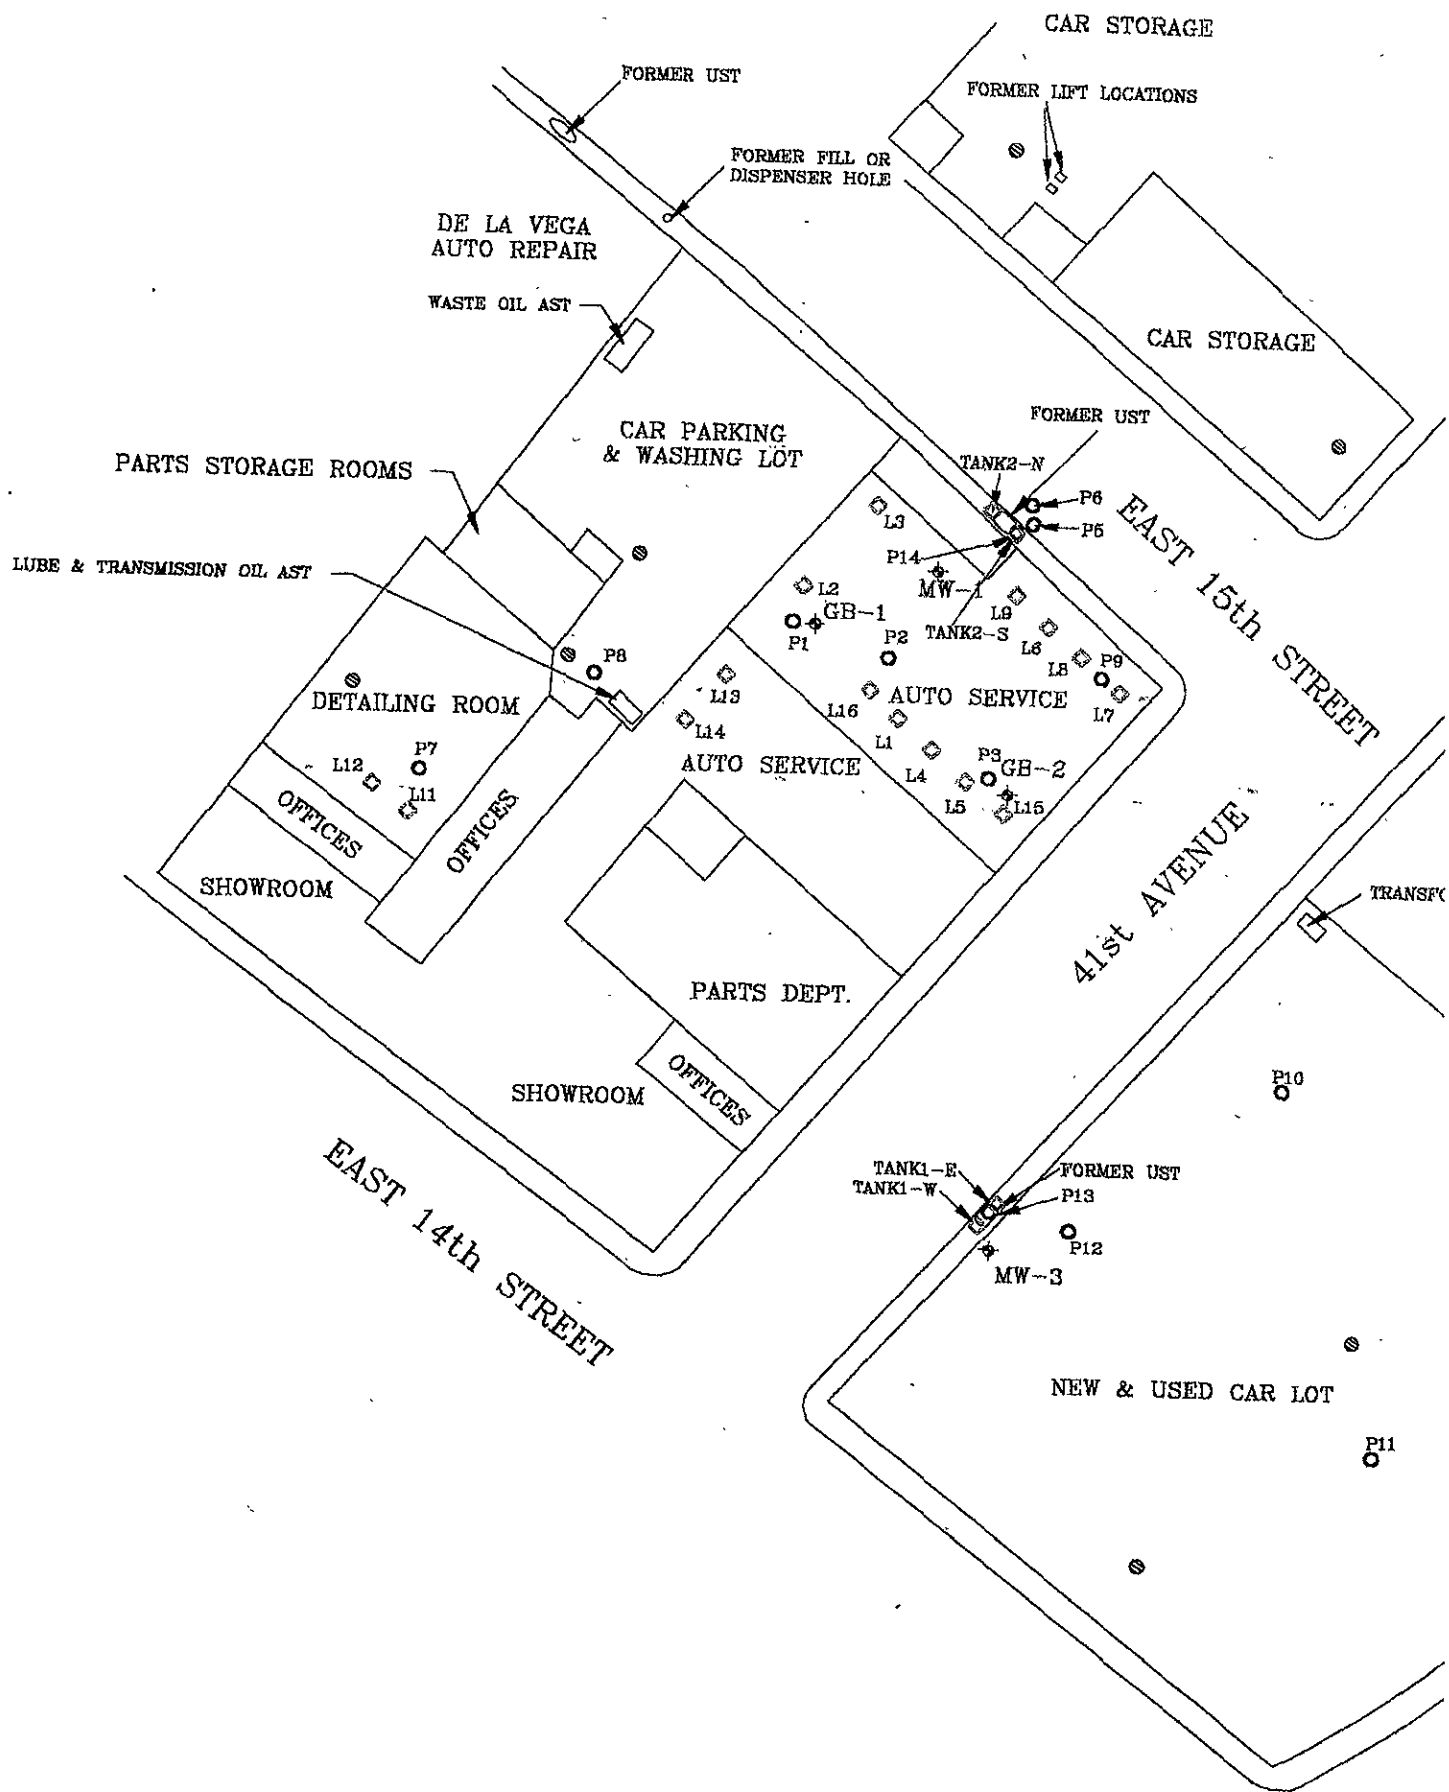 CAR STORAGE
FORMER UST
FORMER LIFT LOCATIONS
FORMER FILL OR
DISPENSER HOLE
DE LA VEGA
AUTO REPAIR
WASTE OIL AST
CAR STORAGE
FORMER UST
CAR PARKING
& WASHING LOT
PARTS STORAGE ROOMS
TANK2-N
P6
P5
L3
EAST 15th STREET
P14
LUBE & TRANSMISSION OIL AST
MW-1
L2
GB-1
L9
P1
P2
TANK2-S
L6
P8
L8
P9
L13
DETAILING ROOM
L16
AUTO SERVICE
L7
L14
L1
P7
AUTO SERVICE
L4
P3
GB-2
L12
L11
L5
L15
OFFICES
OFFICES
41st AVENUE
SHOWROOM
TRANSFO
PARTS DEPT.
OFFICES
SHOWROOM
P10
EAST 14th STREET
TANK1-E
FORMER UST
TANK1-W
P13
P12
MW-3
NEW & USED CAR LOT
P11